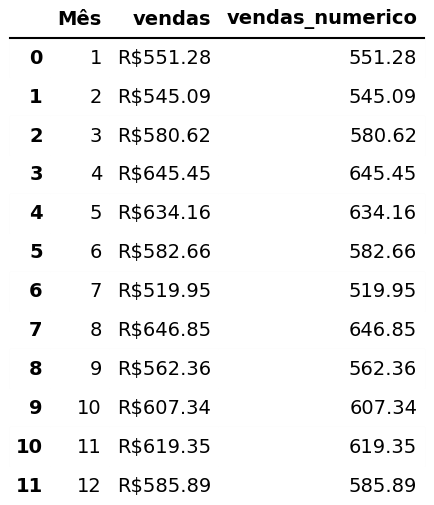 Mês vendas vendas_numerico
0 1 R$551.28 551.28
1 2 R$545.09 545.09
2 3 R$580.62 580.62
3 4 R$645.45 645.45
4 5 R$634.16 634.16
5 6 R$582.66 582.66
6 7 R$519.95 519.95
7 8 R$646.85 646.85
8 9 R$562.36 562.36
9 10 R$607.34 607.34
10 11 R$619.35 619.35
11 12 R$585.89 585.89